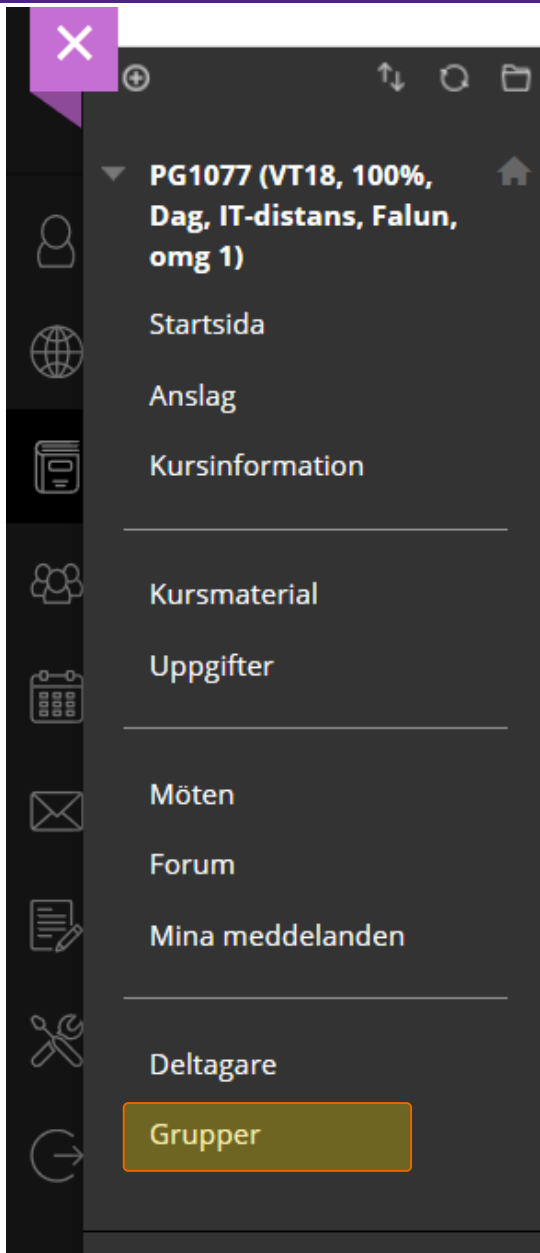 PG1077 (VT18, 100%,
Dag, IT-distans, Falun,
omg 1)
Startsida
Anslag
Kursinformation
Kursmaterial
Uppgifter
Möten
Forum
Mina meddelanden
Deltagare
Grupper